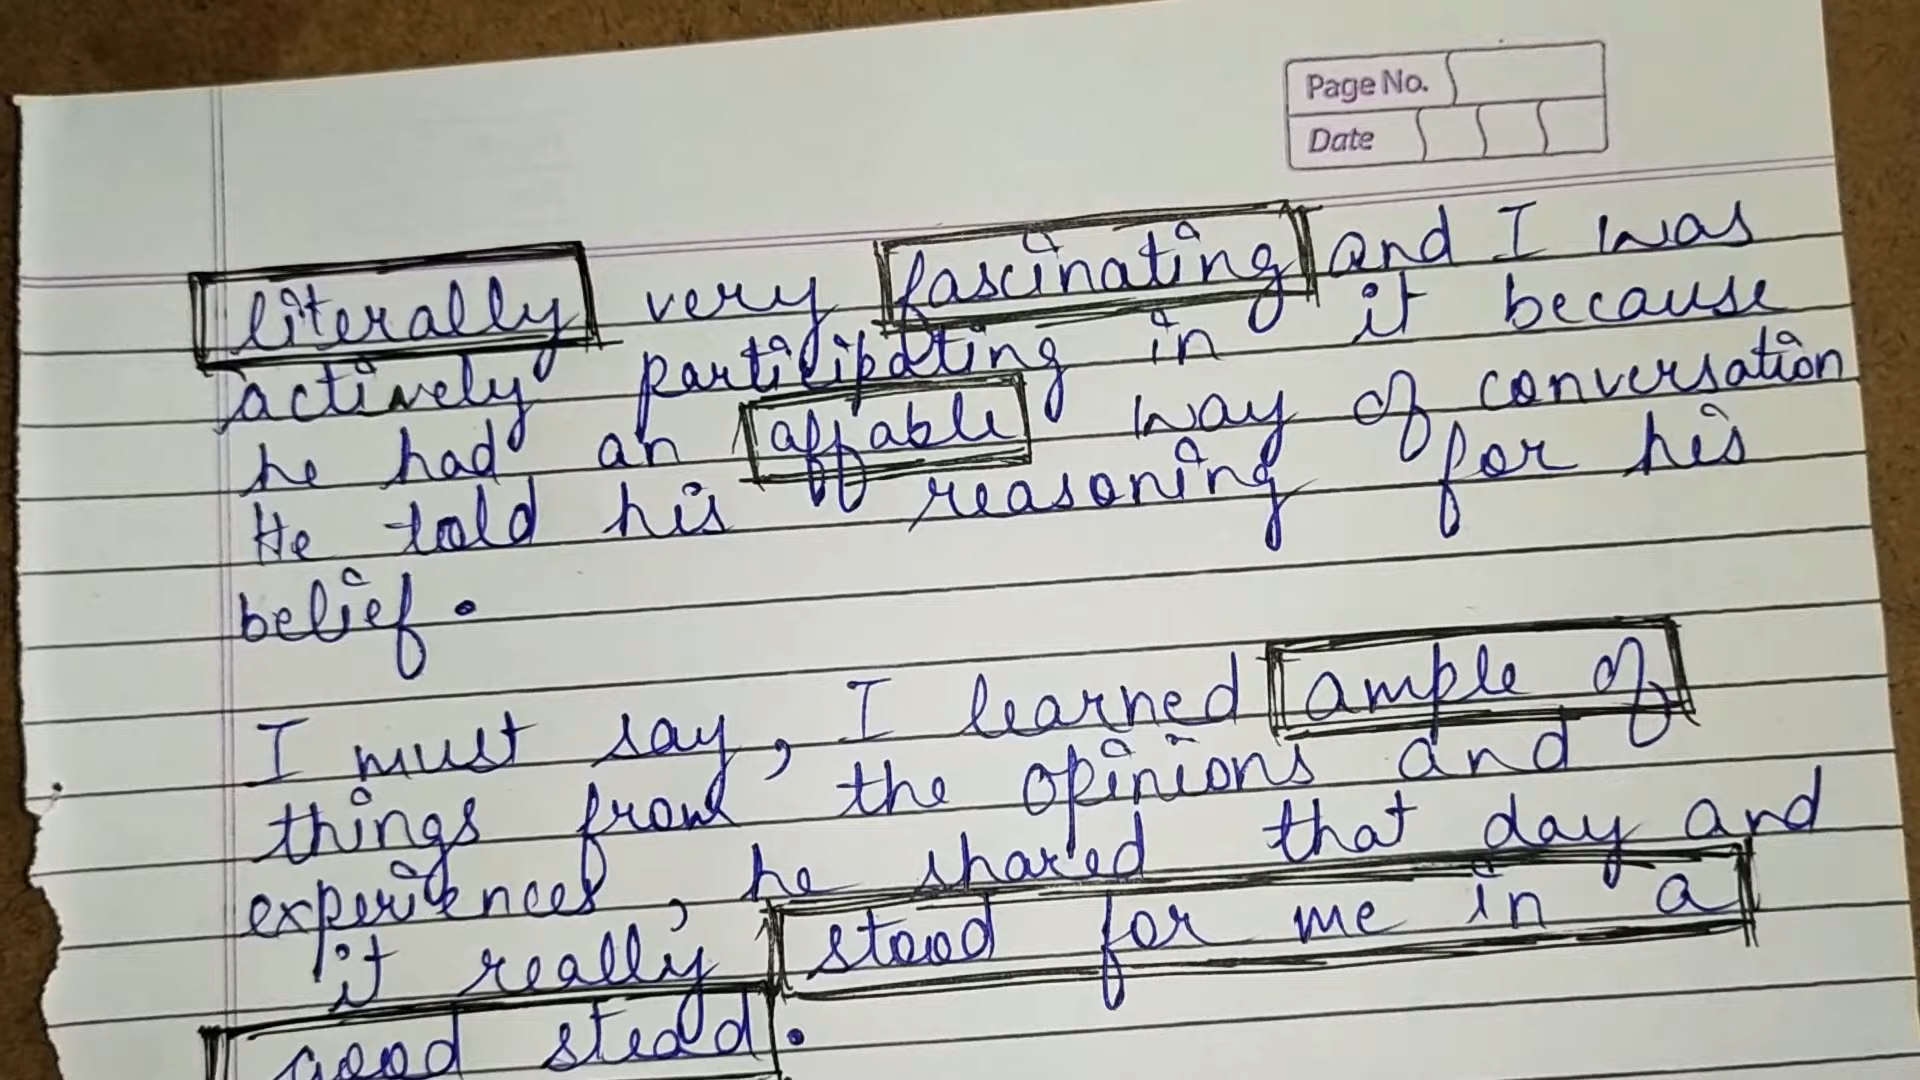 Page No.
Date
literally very fascinating and I was
actively participating in it because
he had an affable way of conversation
He told his reasoning for his
belief.
I must say, I learned ample of
things from the opinions and
experiences, he shared that day and
it really stood for me in a
good stead.